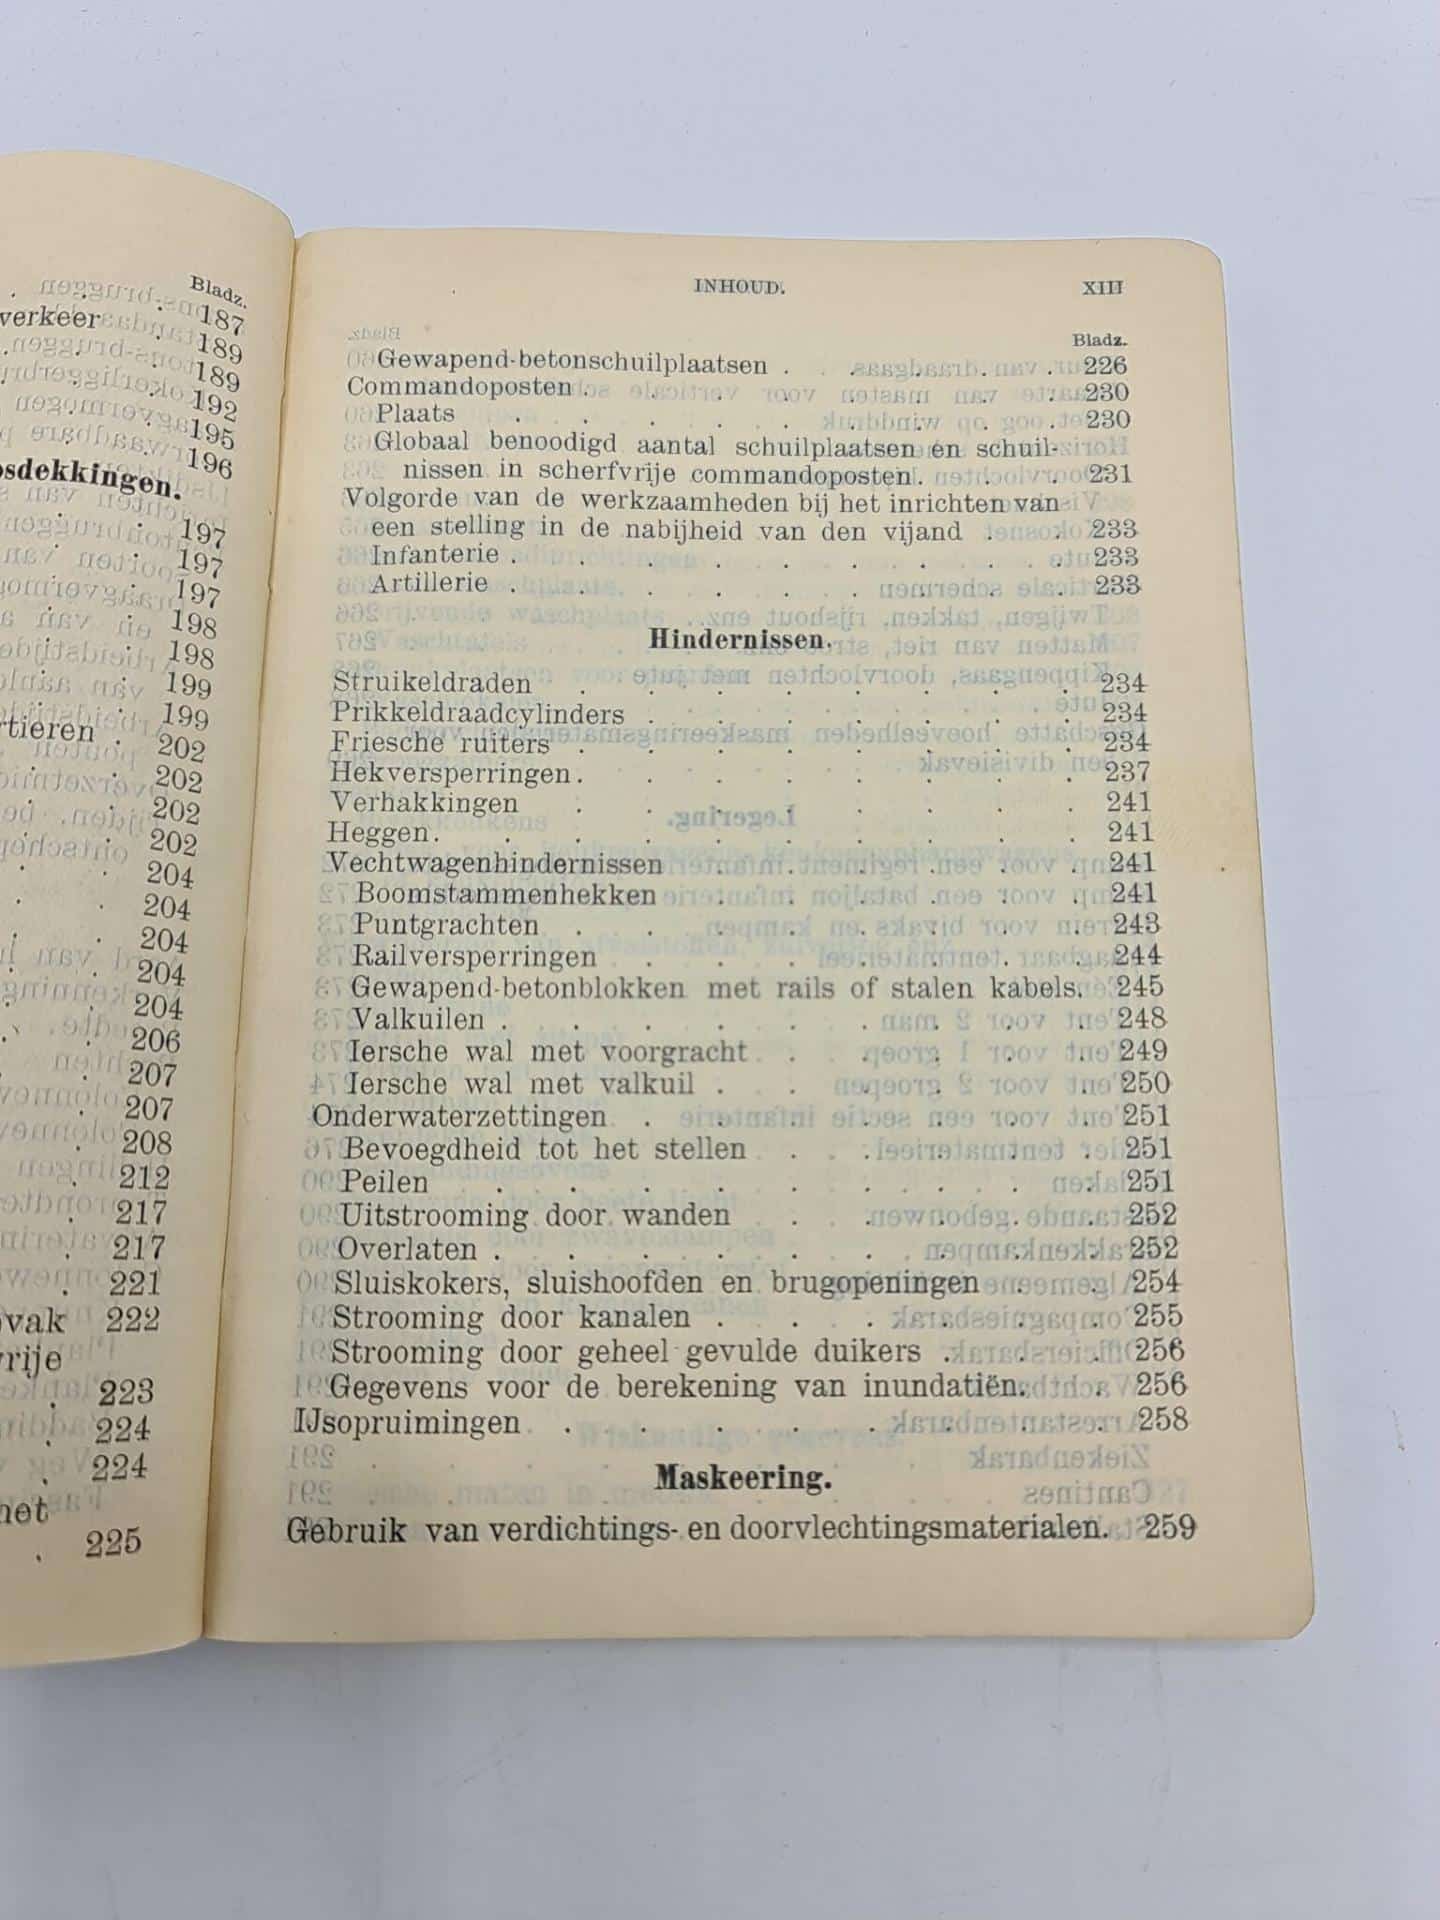 Bladz.
187
verkeer 189
189
192
195
196
osdekkingen.
197
197
197
198
198
199
199
rtieren . 202
202
202
202
204
204
204
204
204
206
207
207
208
212
217
217
221
vak 222
rije
223
224
224
het
. 225
INHOUD. XIII
Bladz.
Gewapend-betonschuilplaatsen . . . . . 226
Commandoposten . . . . . . . . 230
Plaats . . . . . . . . . 230
Globaal benoodigd aantal schuilplaatsen en schuil-
nissen in scherfvrije commandoposten . . . 231
Volgorde van de werkzaamheden bij het inrichten van
een stelling in de nabijheid van den vijand . . 233
Infanterie . . . . . . . . . 233
Artillerie . . . . . . . . . 233
Hindernissen.
Struikeldraden . . . . . . . . 234
Prikkeldraadcylinders . . . . . . . 234
Friesche ruiters . . . . . . . . 234
Hekversperringen . . . . . . . . 237
Verhakkingen . . . . . . . . 241
Heggen . . . . . . . . . . 241
Vechtwagenhindernissen . . . . . . 241
Boomstammenhekken . . . . . . 241
Puntgrachten . . . . . . . . 243
Railversperringen . . . . . . . 244
Gewapend-betonblokken met rails of stalen kabels. 245
Valkuilen . . . . . . . . . 248
Iersche wal met voorgracht . . . . . 249
Iersche wal met valkuil . . . . . . 250
Onderwaterzettingen . . . . . . . 251
Bevoegdheid tot het stellen . . . . . 251
Peilen . . . . . . . . . 251
Uitstrooming door wanden . . . . . 252
Overlaten . . . . . . . . . 252
Sluiskokers, sluishoofden en brugopeningen . . 254
Strooming door kanalen . . . . . . 255
Strooming door geheel gevulde duikers . . . 256
Gegevens voor de berekening van inundatiën. . 256
IJsopruimingen . . . . . . . . 258
Maskeering.
Gebruik van verdichtings- en doorvlechtingsmaterialen. 259